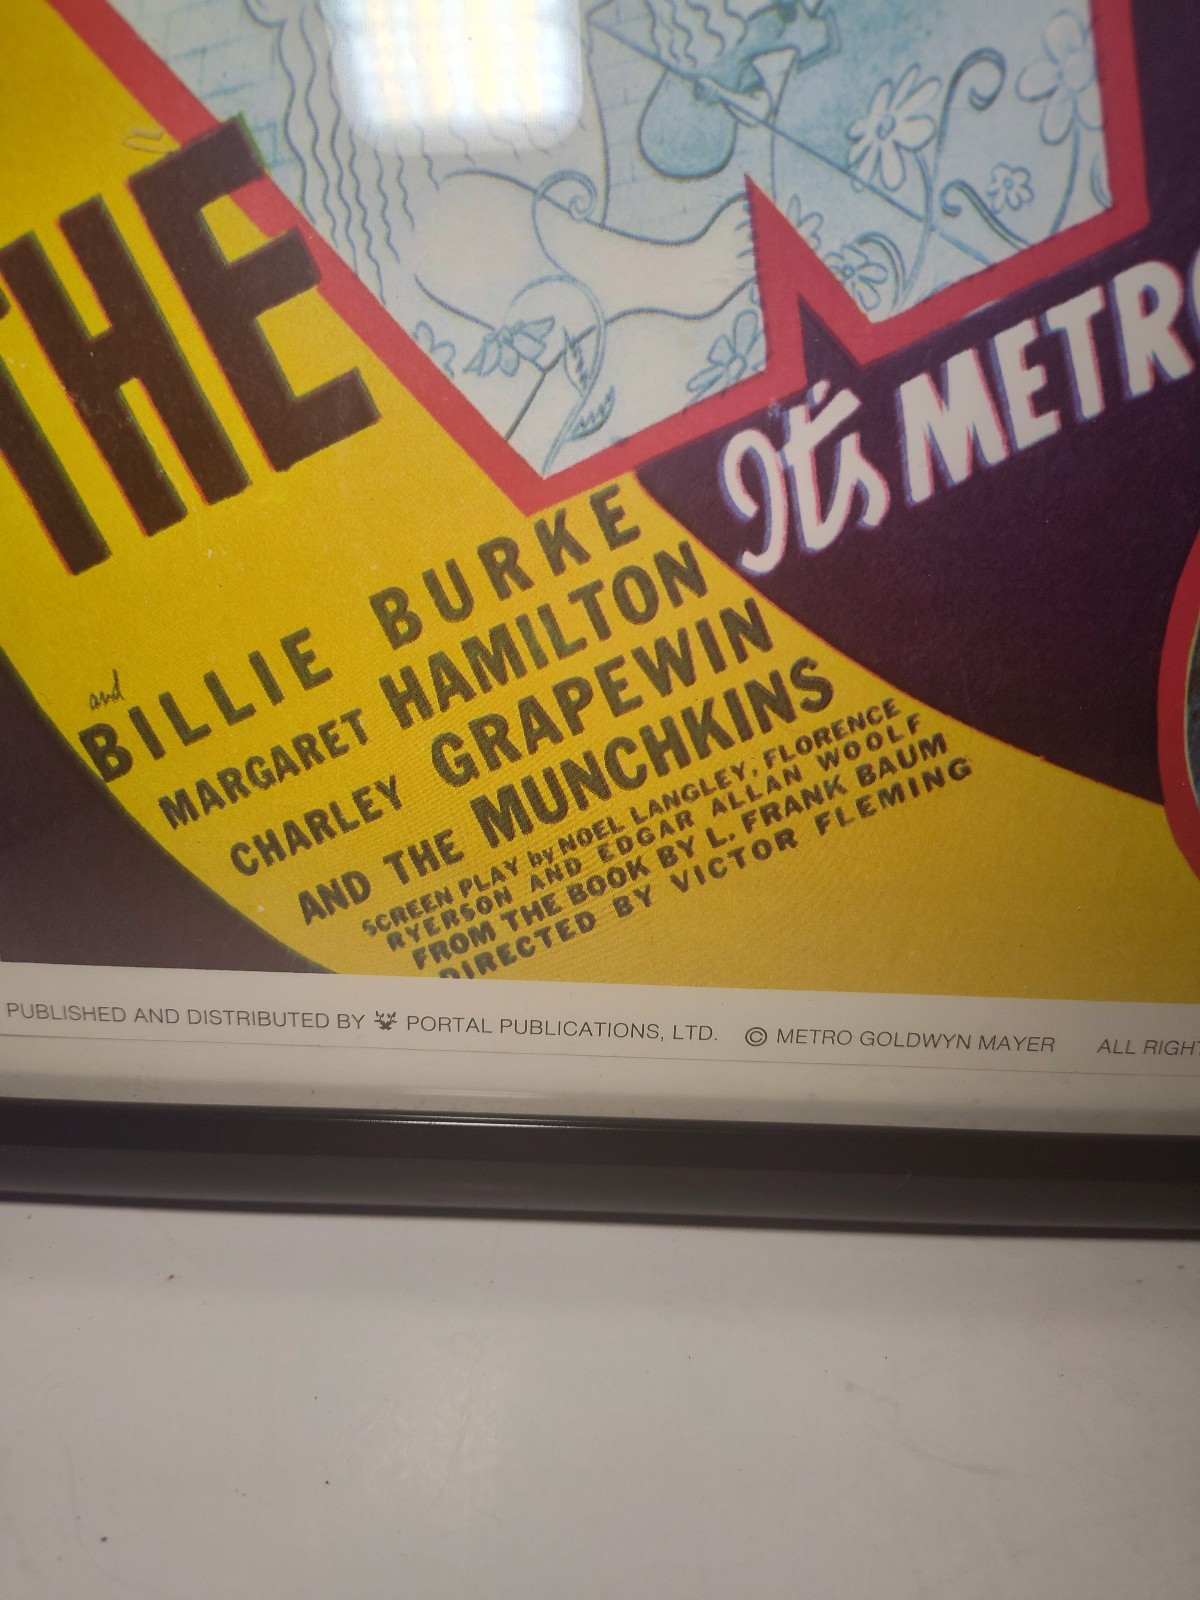 THE
It's METRO
and
BILLIE BURKE
MARGARET HAMILTON
CHARLEY GRAPEWIN
AND THE MUNCHKINS
SCREEN PLAY by NOEL LANGLEY, FLORENCE
RYERSON AND EDGAR ALLAN WOOLF
FROM THE BOOK BY L. FRANK BAUM
DIRECTED BY VICTOR FLEMING
PUBLISHED AND DISTRIBUTED BY PORTAL PUBLICATIONS, LTD. © METRO GOLDWYN MAYER ALL RIGHT